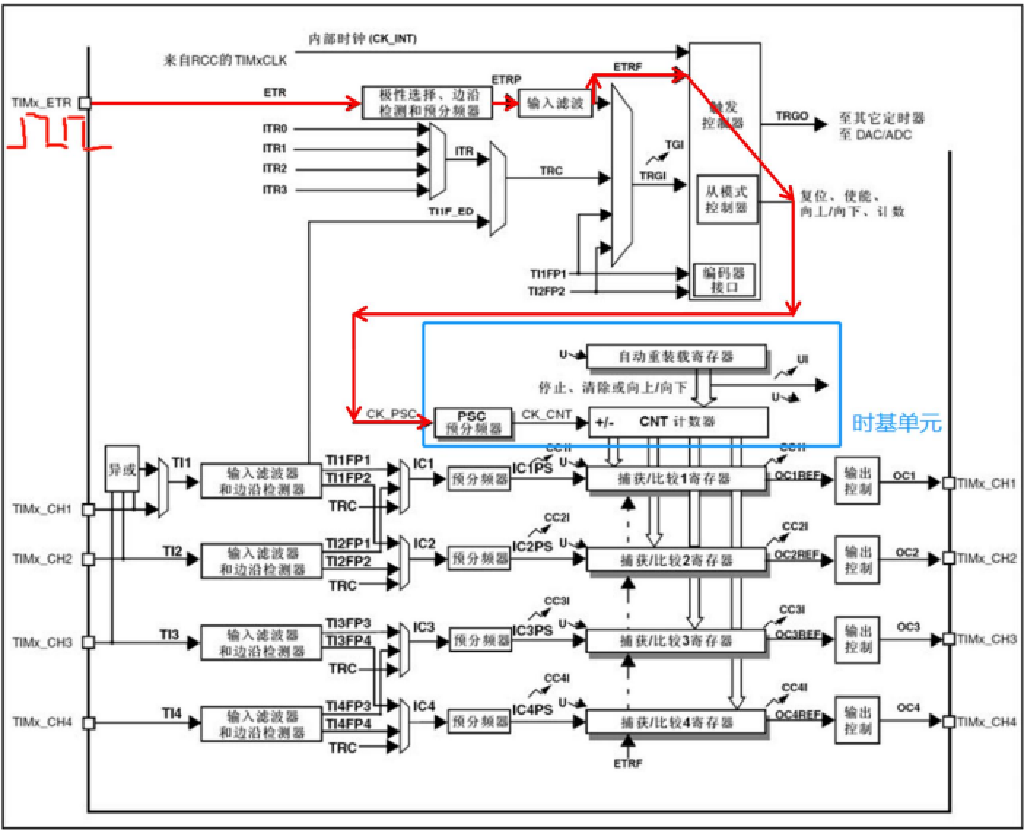 内部时钟 (CK_INT)
来自RCC的TIMxCLK
TIMx_ETR
ETR
极性选择、边沿
检测和预分频器
ETRP
输入滤波
ETRF
触发
控制器
TRGO
至其它定时器
至 DAC/ADC
ITR0
ITR1
ITR2
ITR3
ITR
TRC
TI1F_ED
TGI
TRGI
从模式
控制器
复位、使能、
向上/向下、计数
TI1FP1
TI2FP2
编码器
接口
U
自动重装载寄存器
UI
停止、清除或向上/向下
U
CK_PSC
PSC
预分频器
CK_CNT
+/-
CNT 计数器
时基单元
异或
TI1
输入滤波器
和边沿检测器
TI1FP1
TI1FP2
TRC
IC1
预分频器
IC1PS
CC1I
U
捕获/比较1寄存器
CC1I
OC1REF
输出
控制
OC1
TIMx_CH1
TIMx_CH1
TIMx_CH2
TI2
输入滤波器
和边沿检测器
TI2FP1
TI2FP2
TRC
IC2
预分频器
IC2PS
CC2I
U
捕获/比较2寄存器
CC2I
OC2REF
输出
控制
OC2
TIMx_CH2
TIMx_CH3
TI3
输入滤波器
和边沿检测器
TI3FP3
TI3FP4
TRC
IC3
预分频器
IC3PS
CC3I
U
捕获/比较3寄存器
CC3I
OC3REF
输出
控制
OC3
TIMx_CH3
TIMx_CH4
TI4
输入滤波器
和边沿检测器
TI4FP3
TI4FP4
TRC
IC4
预分频器
IC4PS
CC4I
U
捕获/比较4寄存器
CC4I
OC4REF
输出
控制
OC4
TIMx_CH4
ETRF